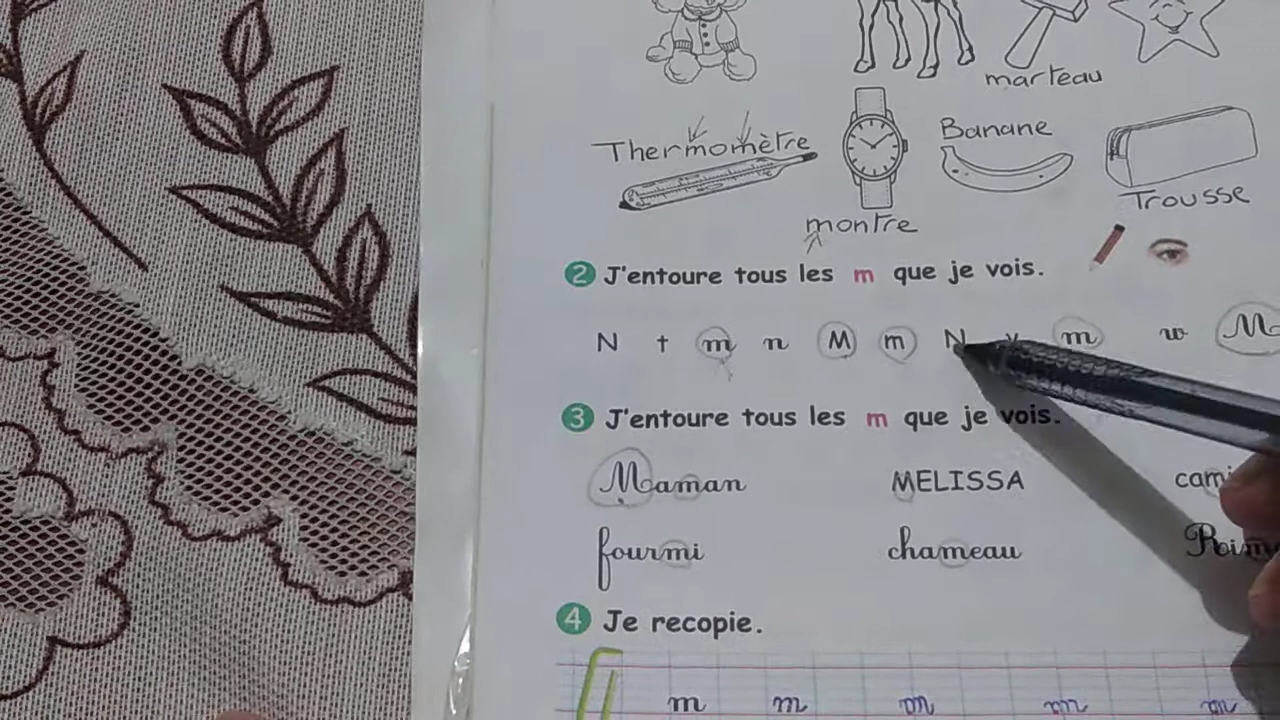 marteau
Thermomètre
Banane
montre
Trousse
2 J'entoure tous les m que je vois.
N t m n M m N v m w M
3 J'entoure tous les m que je vois.
Maman MELISSA
fourmi chameau
4 Je recopie.
m m m m m